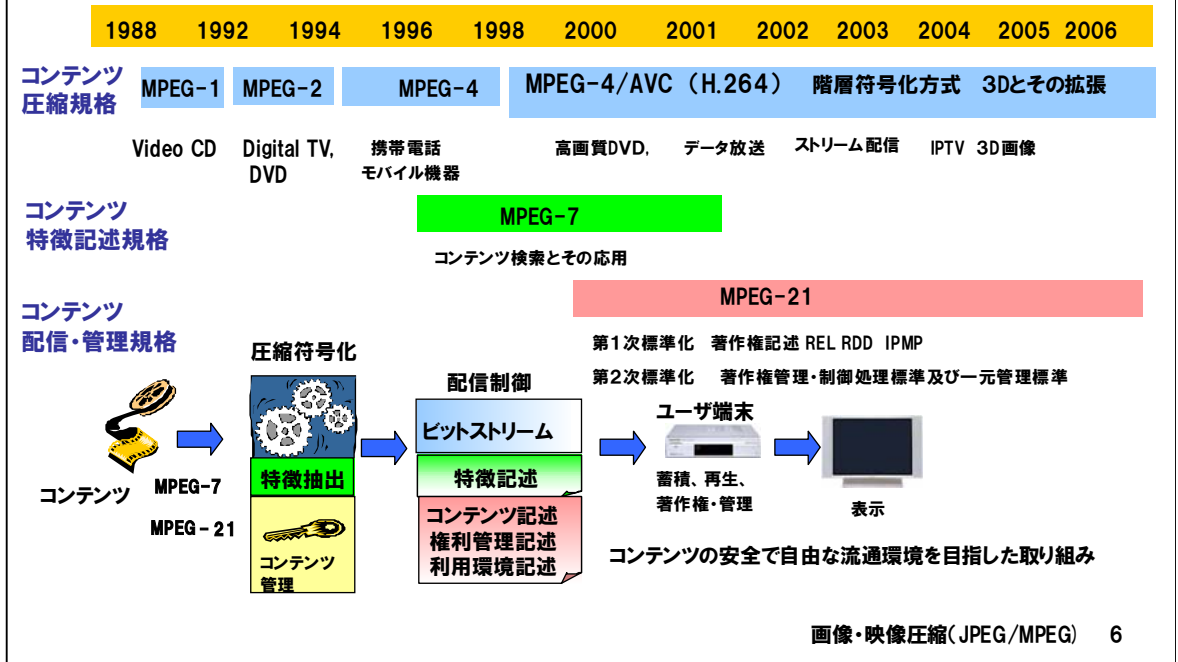 1988 1992 1994 1996 1998 2000 2001 2002 2003 2004 2005 2006
コンテンツ
圧縮規格
MPEG-1 MPEG-2 MPEG-4 MPEG-4/AVC (H.264) 階層符号化方式 3Dとその拡張
Video CD Digital TV, 携帯電話 高画質DVD, データ放送 ストリーム配信 IPTV 3D画像
DVD モバイル機器
コンテンツ
特徴記述規格
MPEG-7
コンテンツ検索とその応用
MPEG-21
コンテンツ
配信・管理規格
第1次標準化 著作権記述 REL RDD IPMP
第2次標準化 著作権管理・制御処理標準及び一元管理標準
圧縮符号化
配信制御
ユーザ端末
ビットストリーム
特徴抽出
特徴記述
蓄積、再生、
著作権・管理
表示
コンテンツ
MPEG-7
MPEG-21
コンテンツ
管理
コンテンツ記述
権利管理記述
利用環境記述
コンテンツの安全で自由な流通環境を目指した取り組み
画像・映像圧縮(JPEG/MPEG) 6